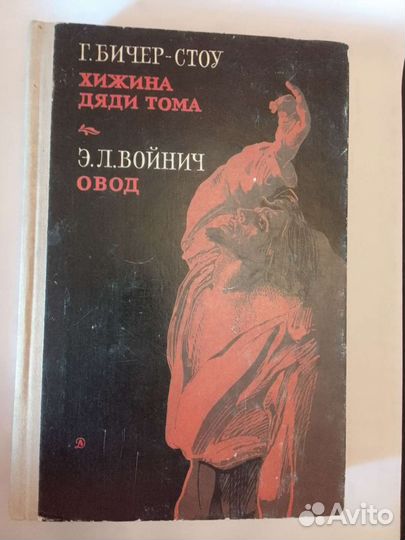 Г. БИЧЕР-СТОУ
ХИЖИНА
ДЯДИ ТОМА
Э. Л. ВОЙНИЧ
ОВОД
Avito